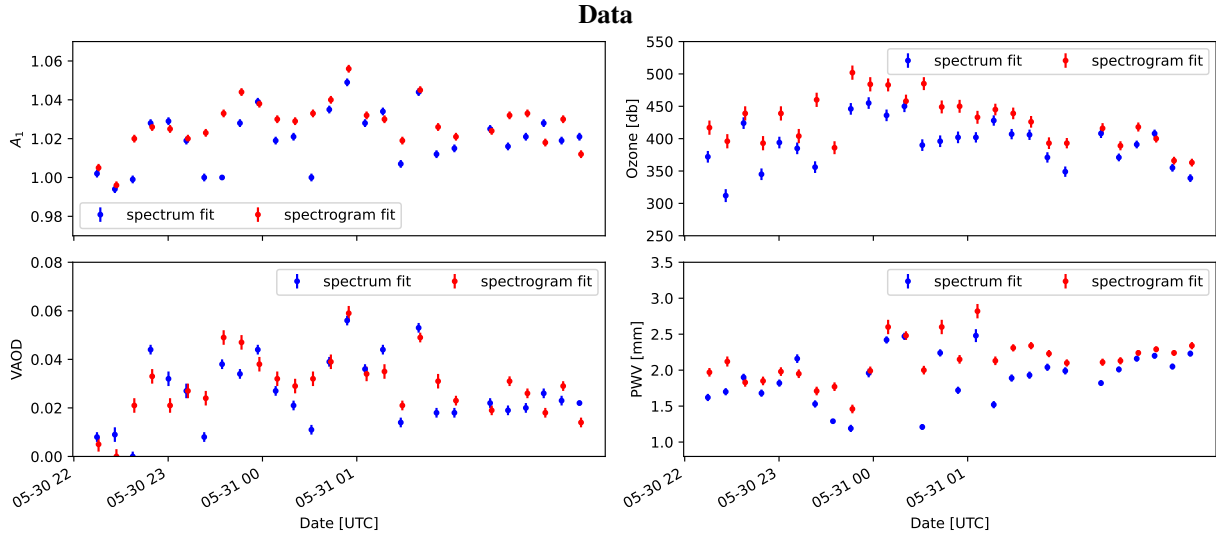 Data
A1
1.06
1.04
1.02
1.00
0.98
spectrum fit
spectrogram fit
Ozone [db]
550
500
450
400
350
300
250
spectrum fit
spectrogram fit
VAOD
0.08
0.06
0.04
0.02
0.00
spectrum fit
spectrogram fit
05-30 22
05-30 23
05-31 00
05-31 01
Date [UTC]
PWV [mm]
3.5
3.0
2.5
2.0
1.5
1.0
spectrum fit
spectrogram fit
05-30 22
05-30 23
05-31 00
05-31 01
Date [UTC]